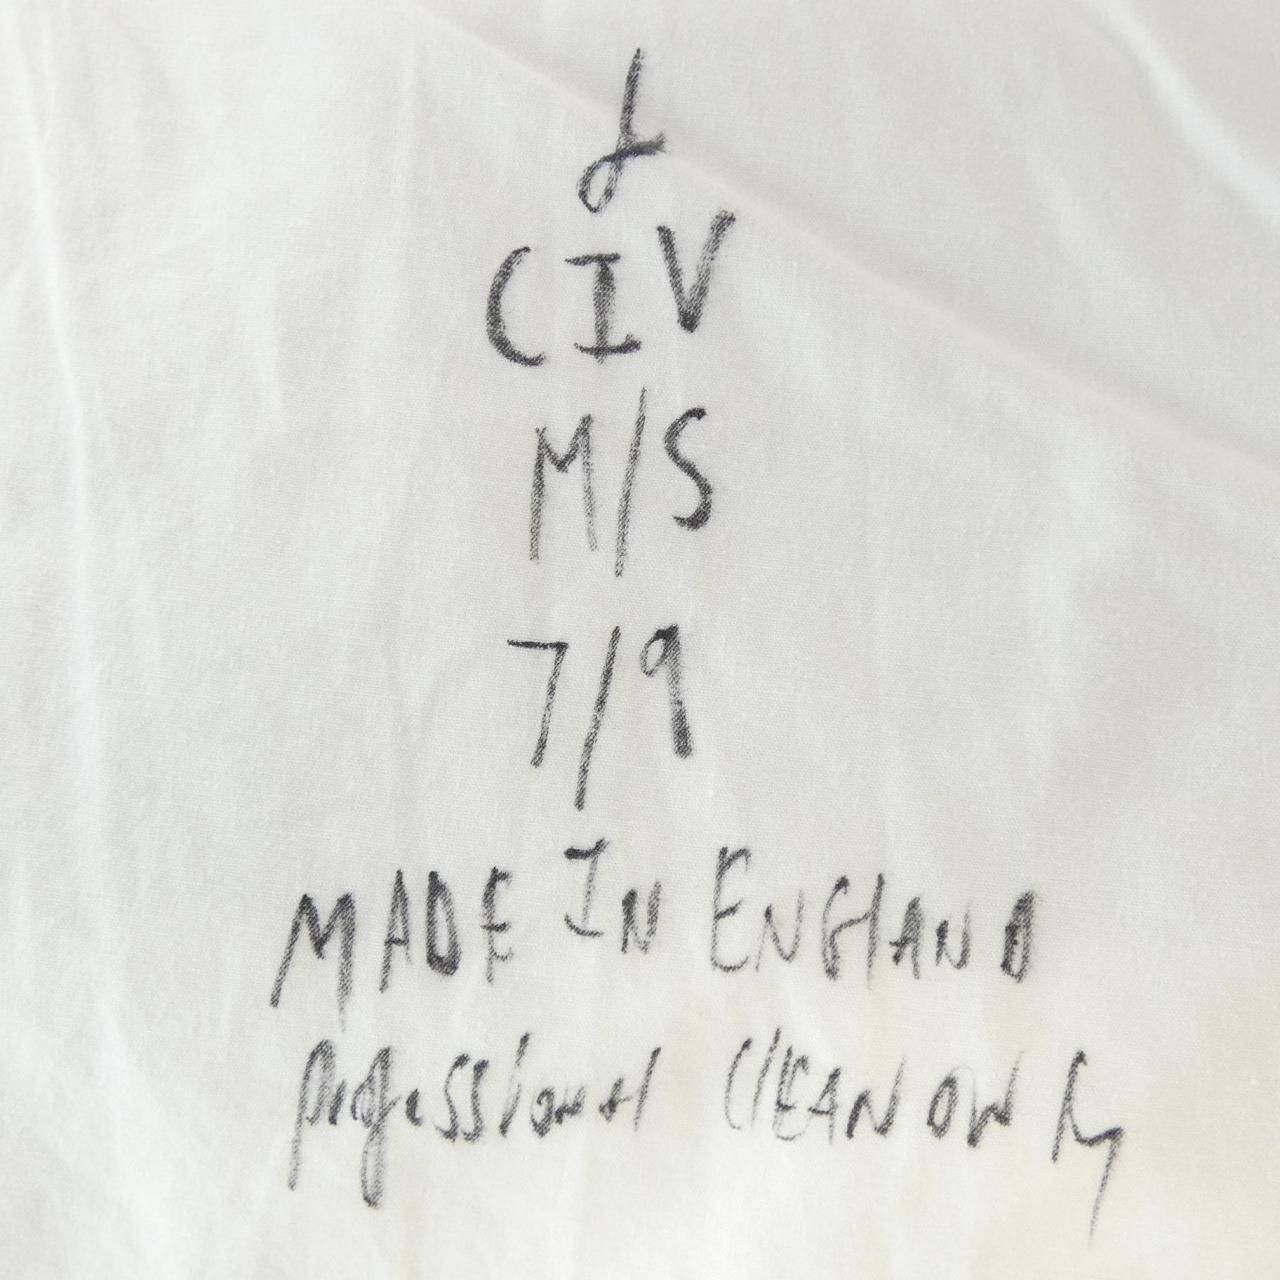 CIV
M/S
7/9
MADE IN ENGLAND
professional CLEAN ONLY